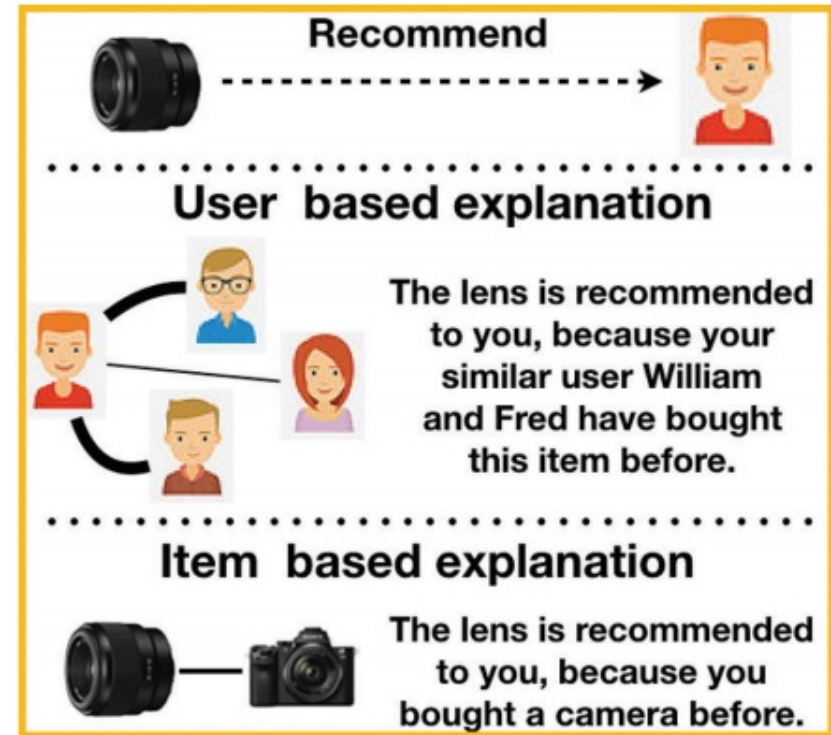 Recommend
User based explanation
The lens is recommended
to you, because your
similar user William
and Fred have bought
this item before.
Item based explanation
The lens is recommended
to you, because you
bought a camera before.